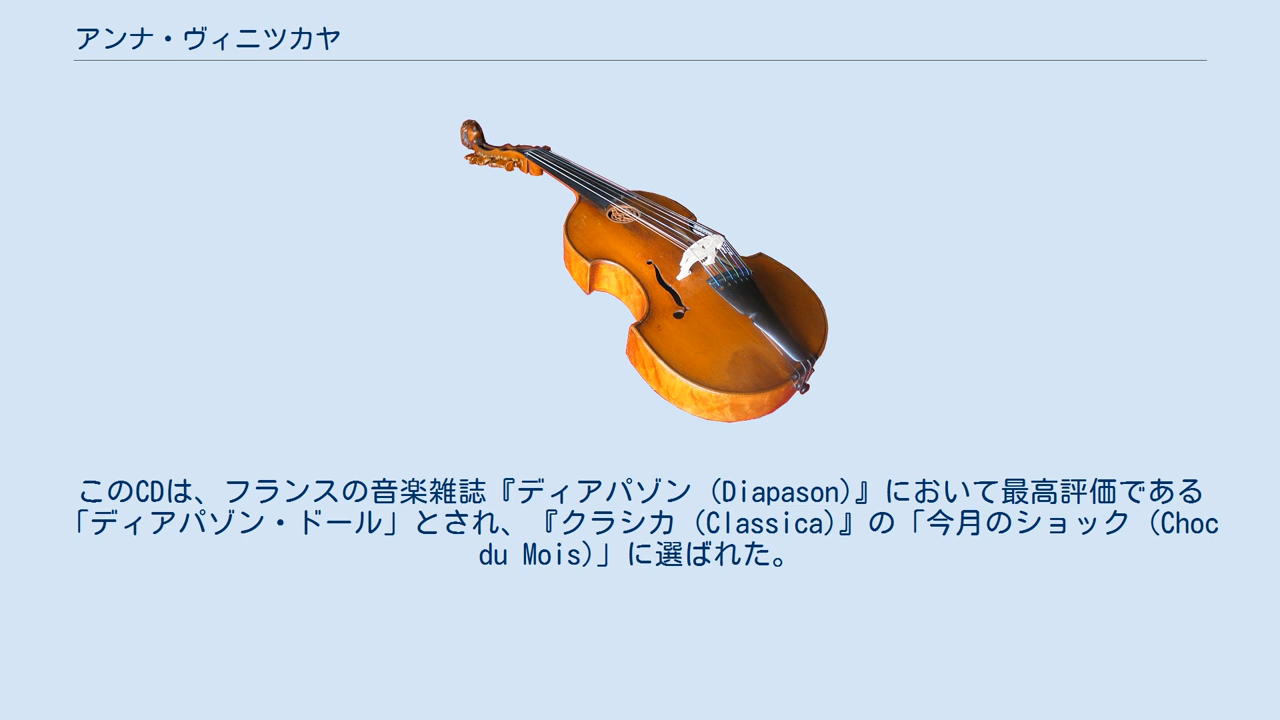 アンナ・ヴィニツカヤ
このCDは、フランスの音楽雑誌『ディアパゾン (Diapason)』において最高評価である
「ディアパゾン・ドール」とされ、『クラシカ (Classica)』の「今月のショック (Choc
du Mois)」に選ばれた。